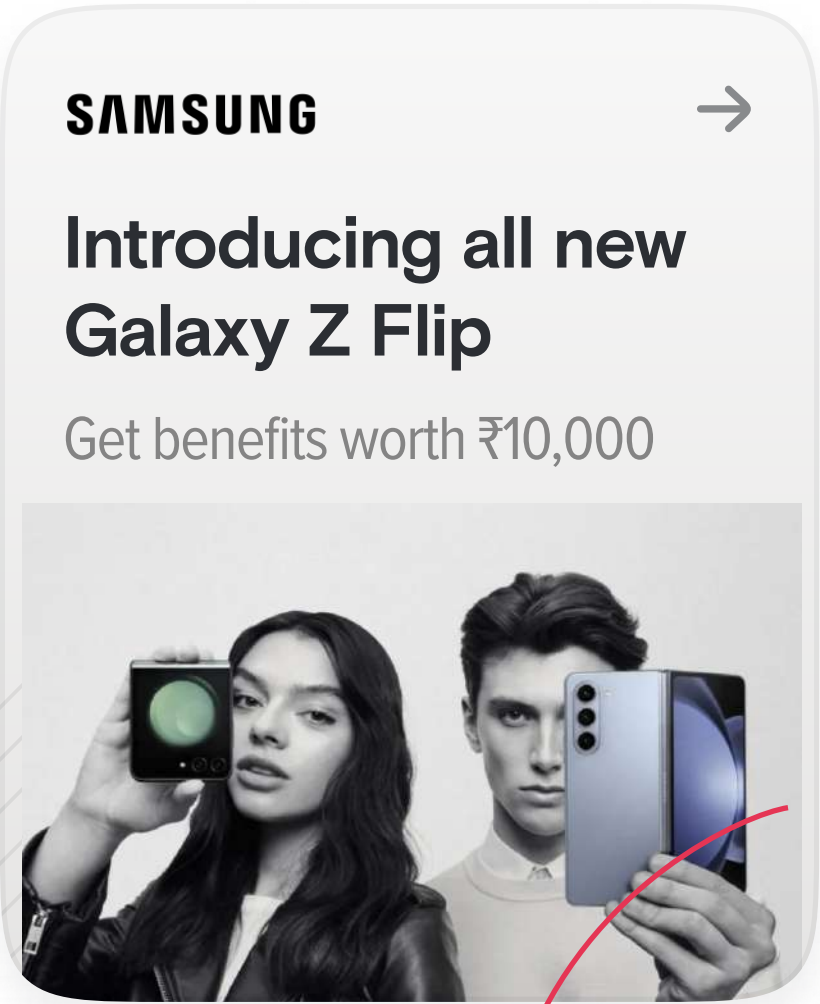 SAMSUNG
Introducing all new
Galaxy Z Flip
Get benefits worth ₹10,000